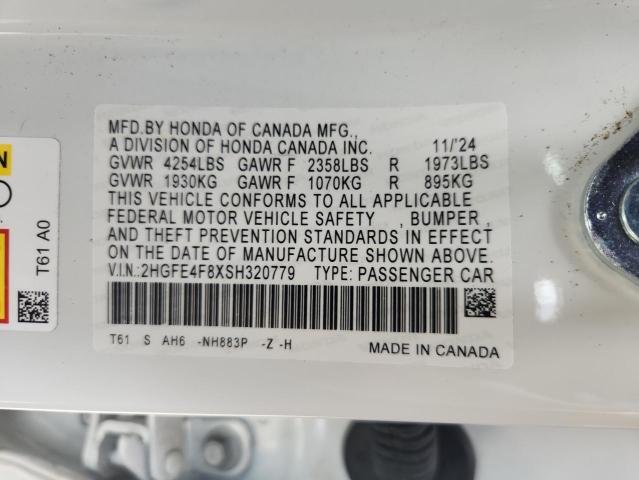 MFD.BY HONDA OF CANADA MFG.,
A DIVISION OF HONDA CANADA INC. 11/'24
GVWR 4254LBS GAWR F 2358LBS R 1973LBS
GVWR 1930KG GAWR F 1070KG R 895KG
THIS VEHICLE CONFORMS TO ALL APPLICABLE
FEDERAL MOTOR VEHICLE SAFETY , BUMPER ,
AND THEFT PREVENTION STANDARDS IN EFFECT
ON THE DATE OF MANUFACTURE SHOWN ABOVE.
V.I.N.:2HGFE4F8XSH320779 TYPE: PASSENGER CAR
T61 S AH6 -NH883P -Z -H
MADE IN CANADA
T61 A0